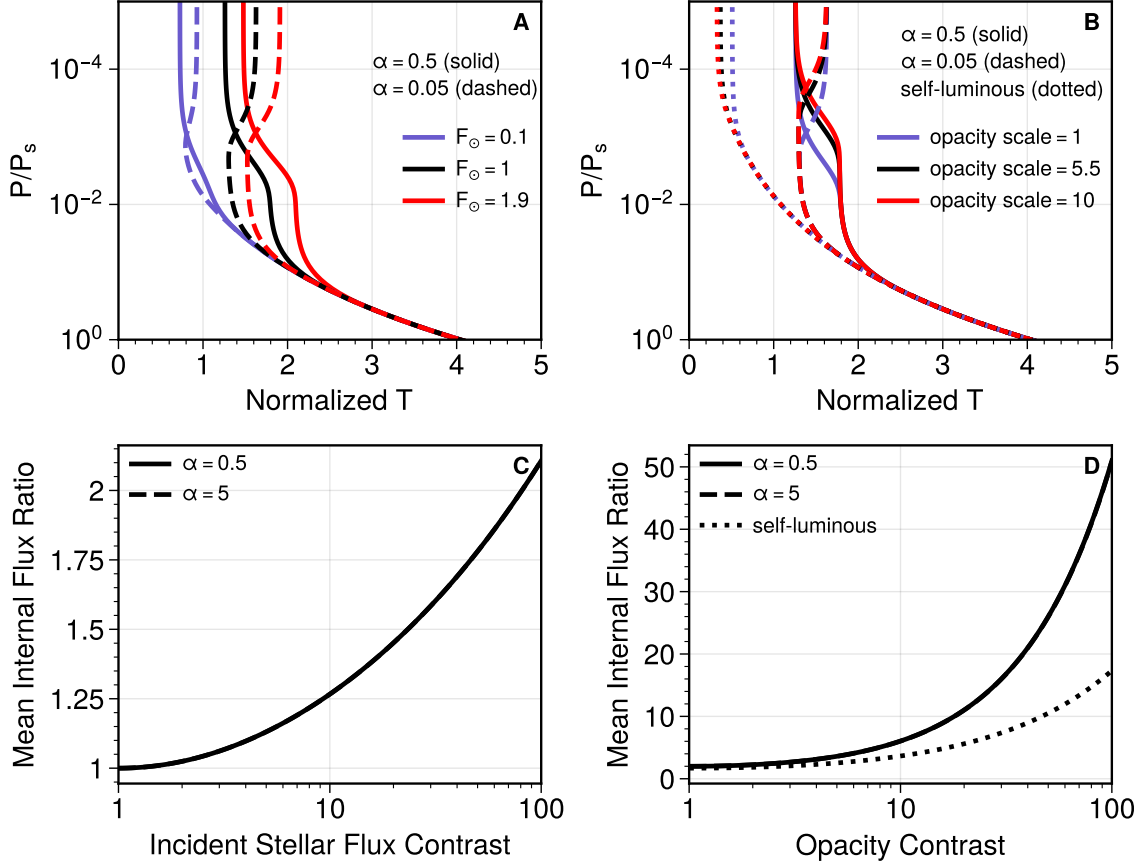 A
α = 0.5 (solid)
α = 0.05 (dashed)
F⊙ = 0.1
F⊙ = 1
F⊙ = 1.9
10⁻⁴
10⁻²
10⁰
P/Pₛ
0 1 2 3 4 5
Normalized T
B
α = 0.5 (solid)
α = 0.05 (dashed)
self-luminous (dotted)
opacity scale = 1
opacity scale = 5.5
opacity scale = 10
10⁻⁴
10⁻²
10⁰
P/Pₛ
0 1 2 3 4 5
Normalized T
C
α = 0.5
α = 5
2
1.75
1.5
1.25
1
Mean Internal Flux Ratio
1 10 100
Incident Stellar Flux Contrast
D
α = 0.5
α = 5
self-luminous
50
40
30
20
10
0
Mean Internal Flux Ratio
1 10 100
Opacity Contrast